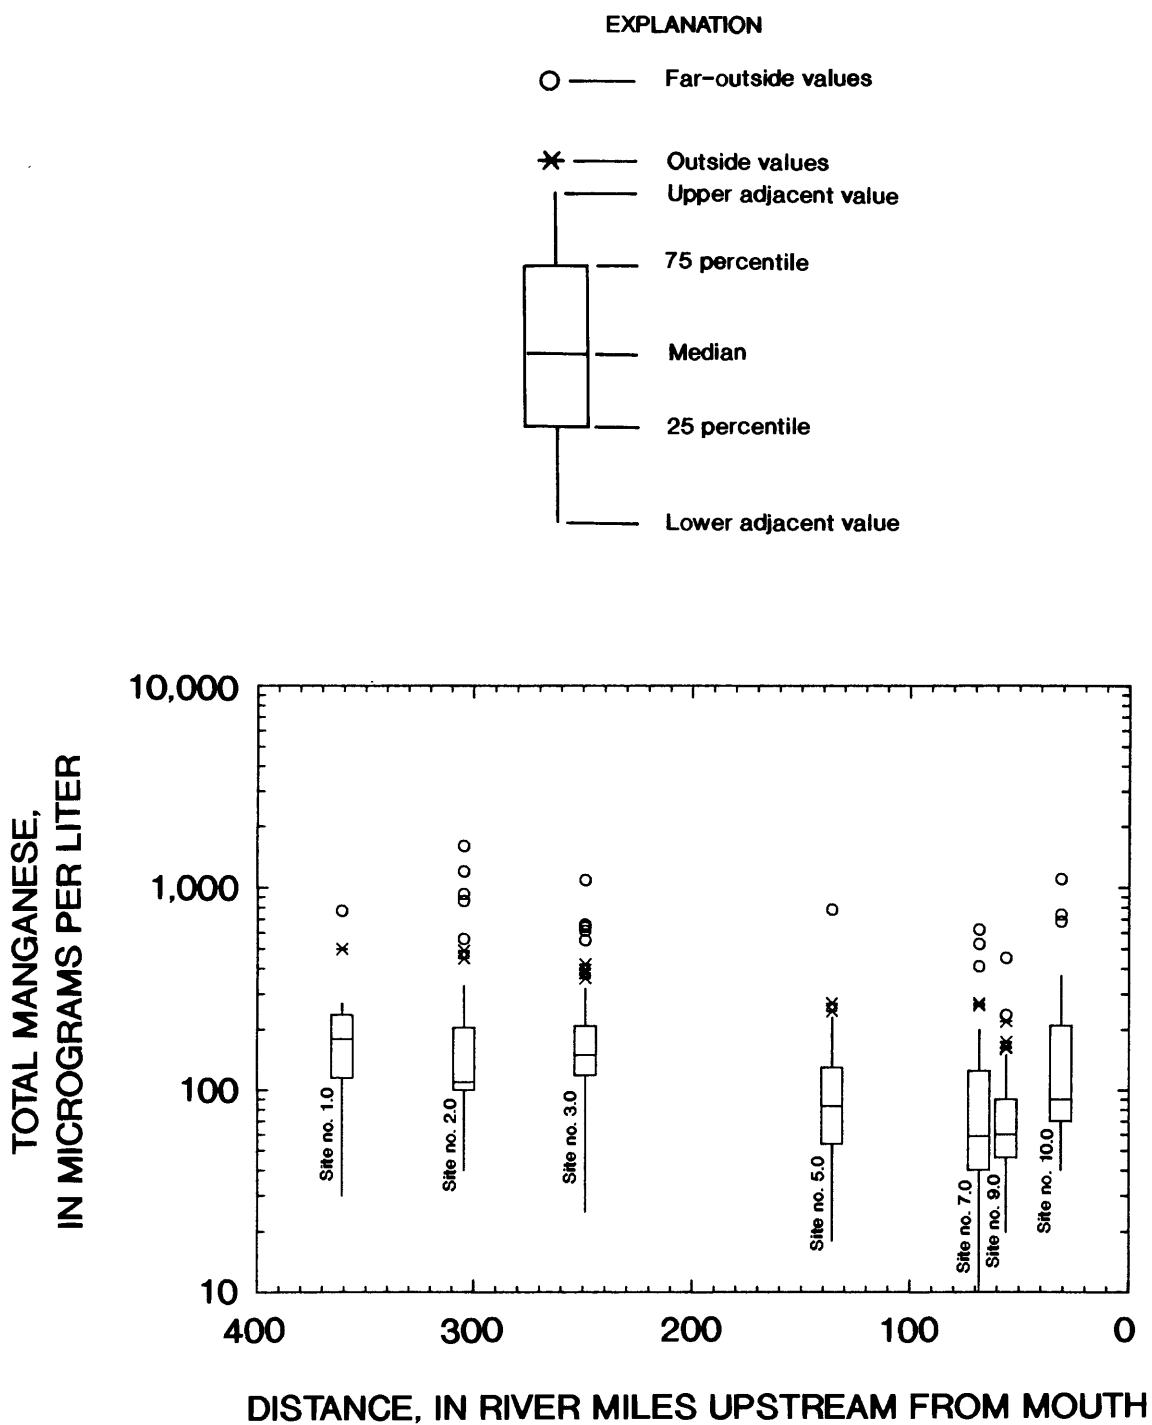 EXPLANATION
Far-outside values
Outside values
Upper adjacent value
75 percentile
Median
25 percentile
Lower adjacent value
10,000
1,000
100
10
TOTAL MANGANESE,
IN MICROGRAMS PER LITER
Site no. 1.0
Site no. 2.0
Site no. 3.0
Site no. 5.0
Site no. 7.0
Site no. 9.0
Site no. 10.0
400 300 200 100 0
DISTANCE, IN RIVER MILES UPSTREAM FROM MOUTH